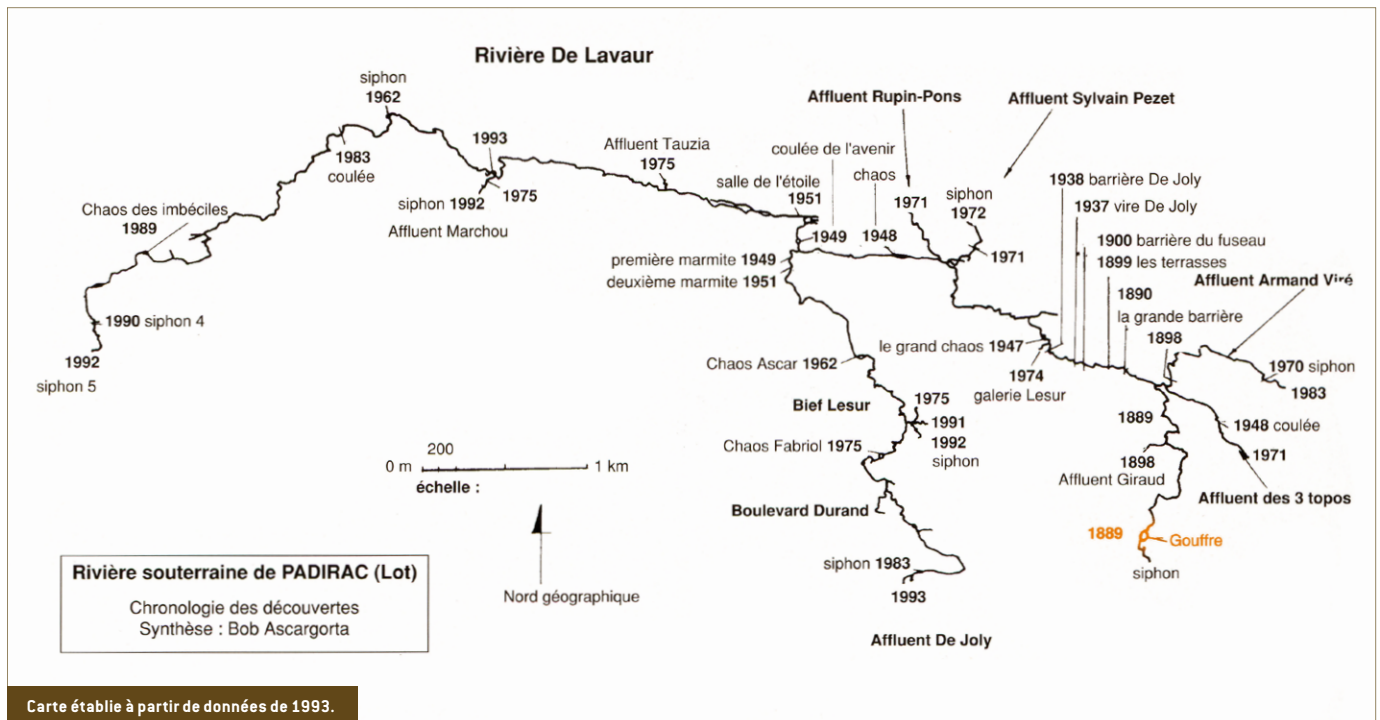 Rivière De Lavaur
siphon
1962
Affluent Rupin-Pons
Affluent Sylvain Pezet
1993
1983
coulée
Affluent Tauzia
1975
coulée de l'avenir
chaos
salle de l'étoile
1951
siphon 1992
1975
Affluent Marchou
1971
siphon
1972
1938 barrière De Joly
1937 vire De Joly
Chaos des imbéciles
1989
1949
1948
1971
1900 barrière du fuseau
1899 les terrasses
Affluent Armand Viré
première marmite 1949
deuxième marmite 1951
1890
la grande barrière
1990 siphon 4
1898
1992
siphon 5
Chaos Ascar 1962
le grand chaos 1947
1974
galerie Lesur
1970 siphon
1983
Bief Lesur
1975
1991
1992
siphon
1889
1948 coulée
Chaos Fabriol 1975
1898
Affluent Giraud
1971
200
0 m
1 km
échelle :
Affluent des 3 topos
Boulevard Durand
1889
Gouffre
siphon 1983
siphon
1993
Nord géographique
Affluent De Joly
Rivière souterraine de PADIRAC (Lot)
Chronologie des découvertes
Synthèse : Bob Ascargorta
Carte établie à partir de données de 1993.